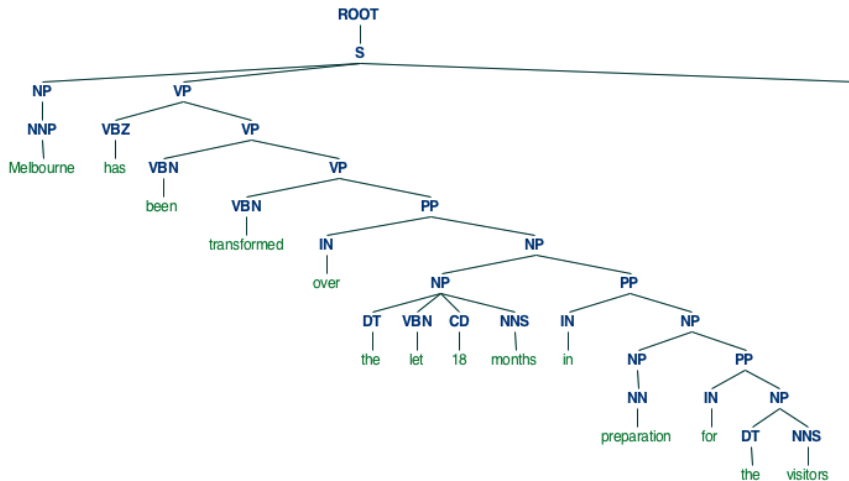 ROOT
S
NP VP
NNP VBZ VP
Melbourne has VBN VP
been VBN PP
transformed IN NP
over NP PP
DT VBN CD NNS IN NP
the let 18 months in NP PP
NN IN NP
preparation for DT NNS
the visitors